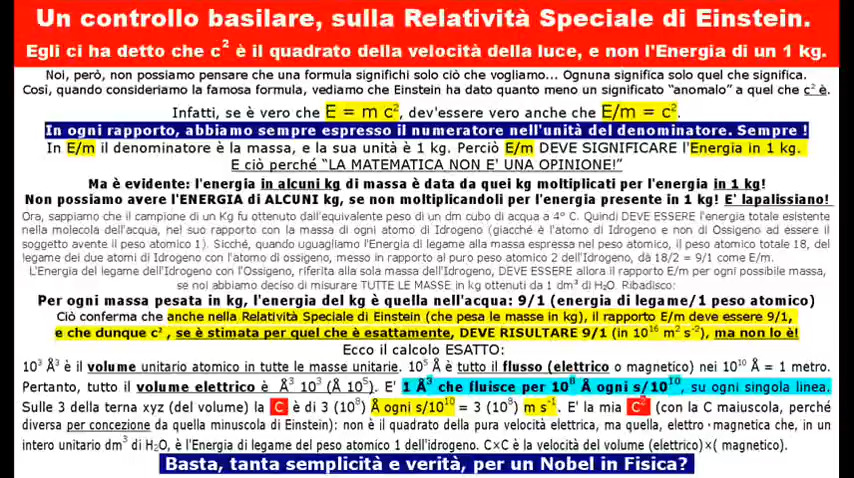 Un controllo basilare, sulla Relatività Speciale di Einstein.
Egli ci ha detto che c² è il quadrato della velocità della luce, e non l'Energia di un 1 kg.
Noi, però, non possiamo pensare che una formula significhi solo ciò che vogliamo... Ognuna significa solo quel che significa.
Così, quando consideriamo la famosa formula, vediamo che Einstein ha dato quanto meno un significato "anomalo" a quel che c² è.
Infatti, se è vero che E = m c², dev'essere vero anche che E/m = c².
In ogni rapporto, abbiamo sempre espresso il numeratore nell'unità del denominatore. Sempre !
In E/m il denominatore è la massa, e la sua unità è 1 kg. Perciò E/m DEVE SIGNIFICARE l'Energia in 1 kg.
E ciò perché "LA MATEMATICA NON E' UNA OPINIONE!"
Ma è evidente: l'energia in alcuni kg di massa è data da quei kg moltiplicati per l'energia in 1 kg!
Non possiamo avere l'ENERGIA di ALCUNI kg, se non moltiplicandoli per l'energia presente in 1 kg! E' lapalissiano!
Ora, sappiamo che il campione di un Kg fu ottenuto dall'equivalente peso di un dm cubo di acqua a 4° C. Quindi DEVE ESSERE l'energia totale esistente
nella molecola dell'acqua, nel suo rapporto con la massa di ogni atomo di Idrogeno (giacché è l'atomo di Idrogeno e non di Ossigeno ad essere il
soggetto avente il peso atomico 1). Sicché, quando uguagliamo l'Energia di legame alla massa espressa nel peso atomico, il peso atomico totale 18, del
legame dei due atomi di Idrogeno con l'atomo di ossigeno, messo in rapporto al puro peso atomico 2 dell'Idrogeno, dà 18/2 = 9/1 come E/m.
L'Energia del legame dell'Idrogeno con l'Ossigeno, riferita alla sola massa dell'Idrogeno, DEVE ESSERE allora il rapporto E/m per ogni possibile massa,
se noi abbiamo deciso di misurare TUTTE LE MASSE in kg ottenuti da 1 dm³ di H₂O. Ribadisco:
Per ogni massa pesata in kg, l'energia del kg è quella nell'acqua: 9/1 (energia di legame/1 peso atomico)
Ciò conferma che anche nella Relatività Speciale di Einstein (che pesa le masse in kg), il rapporto E/m deve essere 9/1,
e che dunque c² , se è stimata per quel che è esattamente, DEVE RISULTARE 9/1 (in 10¹⁶ m² s⁻²), ma non lo è!
Ecco il calcolo ESATTO:
10³ Å³ è il volume unitario atomico in tutte le masse unitarie. 10⁵ Å è tutto il flusso (elettrico o magnetico) nei 10¹⁰ Å = 1 metro.
Pertanto, tutto il volume elettrico è Å³ 10³ (Å 10⁵). E' 1 Å³ che fluisce per 10⁸ Å ogni s/10¹⁰, su ogni singola linea.
Sulle 3 della terna xyz (del volume) la C è di 3 (10⁸) Å ogni s/10¹⁰ = 3 (10⁸) m s⁻¹. E' la mia C² (con la C maiuscola, perché
diversa per concezione da quella minuscola di Einstein): non è il quadrato della pura velocità elettrica, ma quella, elettro·magnetica che, in un
intero unitario dm³ di H₂O, è l'Energia di legame del peso atomico 1 dell'idrogeno. C×C è la velocità del volume (elettrico)×( magnetico).
Basta, tanta semplicità e verità, per un Nobel in Fisica?